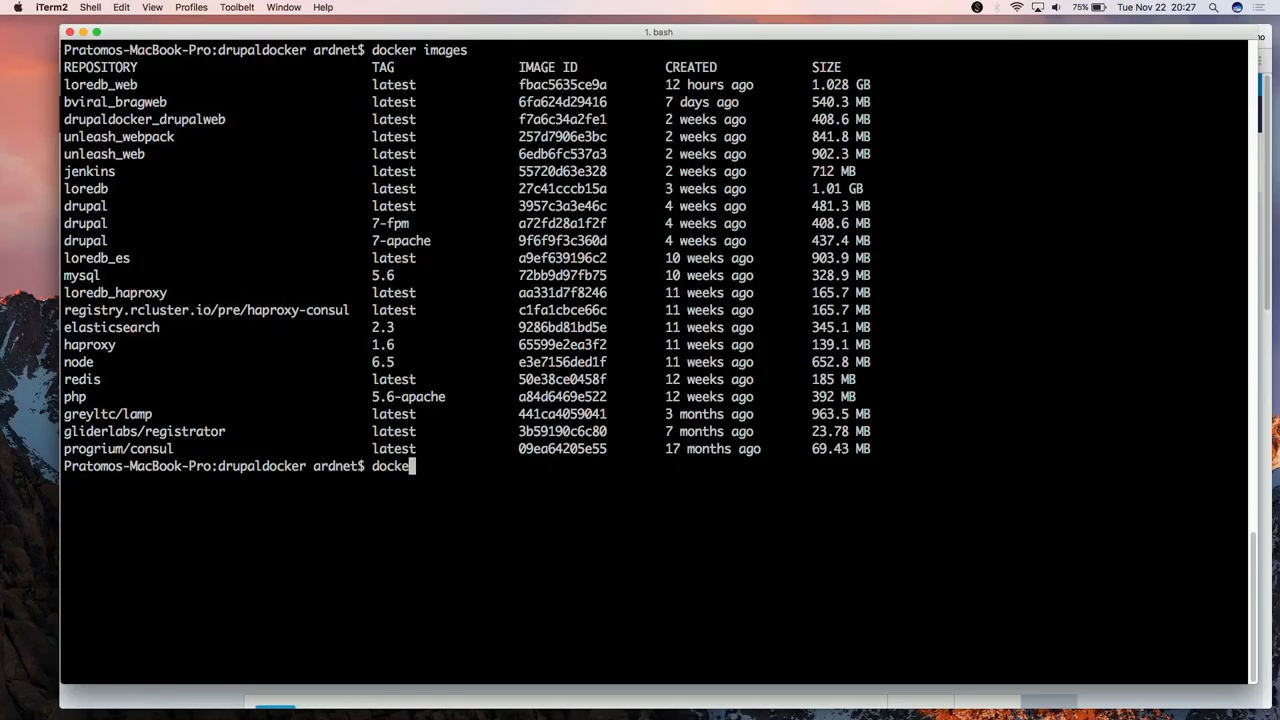 iTerm2 Shell Edit View Profiles Toolbelt Window Help 75% Tue Nov 22 20:27
1. bash
Pratomos-MacBook-Pro:drupaldocker ardnet$ docker images
REPOSITORY TAG IMAGE ID CREATED SIZE
loredb_web latest fbac5635ce9a 12 hours ago 1.028 GB
bviral_bragweb latest 6fa624d29416 7 days ago 540.3 MB
drupaldocker_drupalweb latest f7a6c34a2fe1 2 weeks ago 408.6 MB
unleash_webpack latest 257d7906e3bc 2 weeks ago 841.8 MB
unleash_web latest 6edb6fc537a3 2 weeks ago 902.3 MB
jenkins latest 55720d63e328 2 weeks ago 712 MB
loredb latest 27c41cccb15a 3 weeks ago 1.01 GB
drupal latest 3957c3a3e46c 4 weeks ago 481.3 MB
drupal 7-fpm a72fd28a1f2f 4 weeks ago 408.6 MB
drupal 7-apache 9f6f9f3c360d 4 weeks ago 437.4 MB
loredb_es latest a9ef639196c2 10 weeks ago 903.9 MB
mysql 5.6 72bb9d97fb75 10 weeks ago 328.9 MB
loredb_haproxy latest aa331d7f8246 11 weeks ago 165.7 MB
registry.rcluster.io/pre/haproxy-consul latest c1fa1cbce66c 11 weeks ago 165.7 MB
elasticsearch 2.3 9286bd81bd5e 11 weeks ago 345.1 MB
haproxy 1.6 65599e2ea3f2 11 weeks ago 139.1 MB
node 6.5 e3e7156ded1f 11 weeks ago 652.8 MB
redis latest 50e38ce0458f 12 weeks ago 185 MB
php 5.6-apache a84d6469e522 12 weeks ago 392 MB
greyltc/lamp latest 441ca4059041 3 months ago 963.5 MB
gliderlabs/registrator latest 3b59190c6c80 7 months ago 23.78 MB
progrium/consul latest 09ea64205e55 17 months ago 69.43 MB
Pratomos-MacBook-Pro:drupaldocker ardnet$ docke